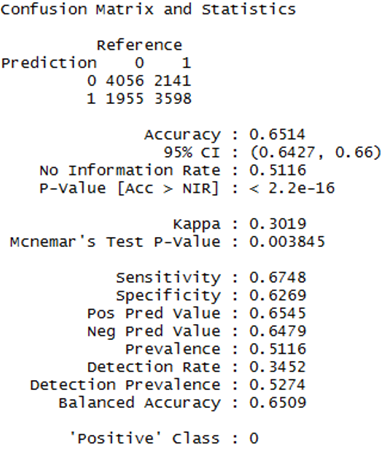 Confusion Matrix and Statistics
Reference
Prediction 0 1
0 4056 2141
1 1955 3598
Accuracy : 0.6514
95% CI : (0.6427, 0.66)
No Information Rate : 0.5116
P-Value [Acc > NIR] : < 2.2e-16
Kappa : 0.3019
Mcnemar's Test P-Value : 0.003845
Sensitivity : 0.6748
Specificity : 0.6269
Pos Pred Value : 0.6545
Neg Pred Value : 0.6479
Prevalence : 0.5116
Detection Rate : 0.3452
Detection Prevalence : 0.5274
Balanced Accuracy : 0.6509
'Positive' Class : 0